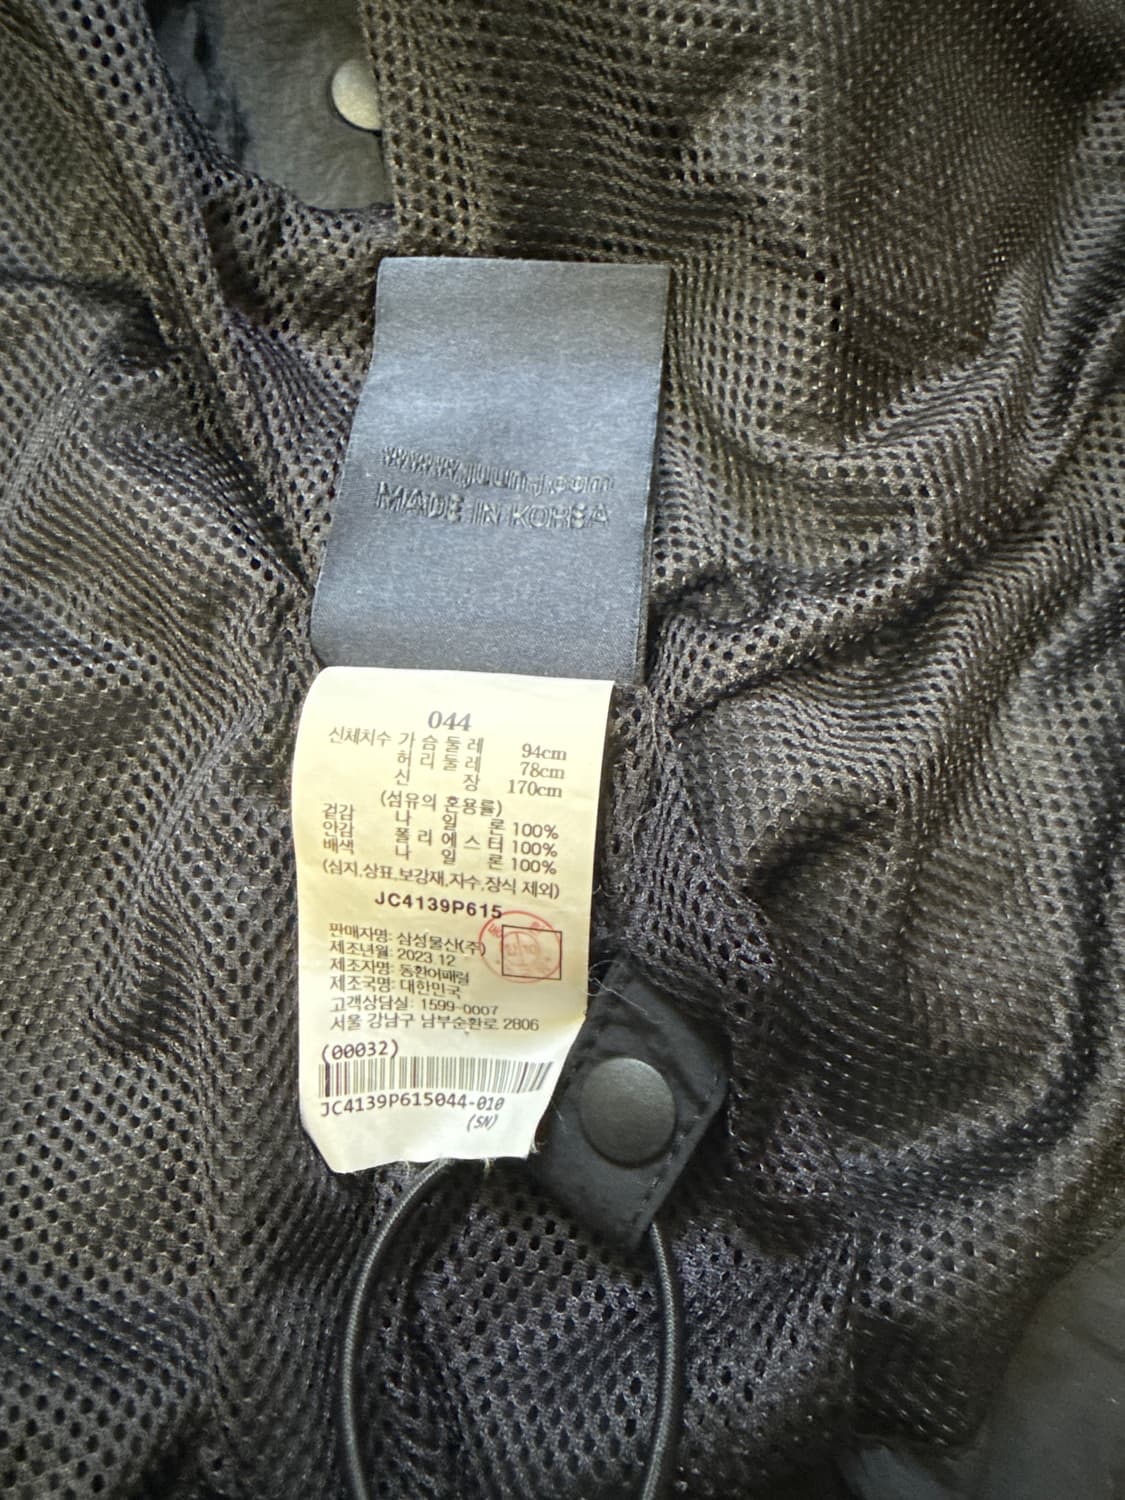 www.juunj.com
MADE IN KOREA
044
신체치수 가 슴 둘 레 94cm
허 리 둘 레 78cm
신 장 170cm
(섬유의 혼용률)
겉감 나 일 론 100%
안감 폴 리 에 스 터 100%
배색 나 일 론 100%
(심지,상표,보강재,자수,장식 제외)
JC4139P615
판매자명: 삼성물산(주)
제조년월: 2023.12
제조자명: 동환어패럴
제조국명: 대한민국
고객상담실: 1599-0007
서울 강남구 남부순환로 2806
(00032)
JC4139P615044-010
(SN)